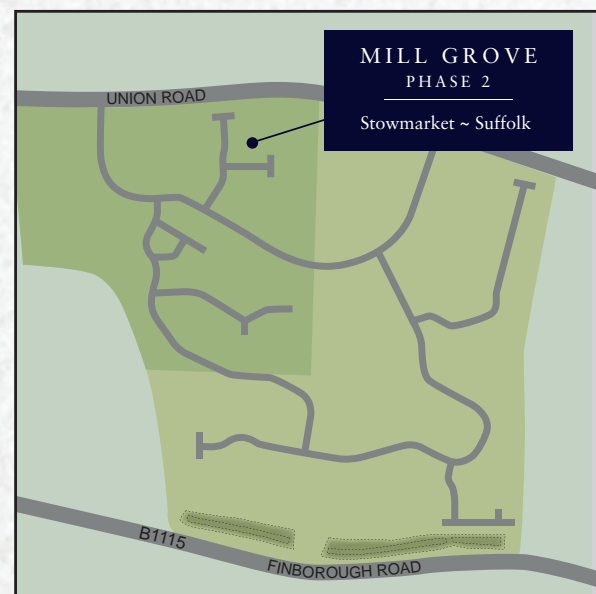 MILL GROVE
PHASE 2
Stowmarket ~ Suffolk
UNION ROAD
B1115
FINBOROUGH ROAD